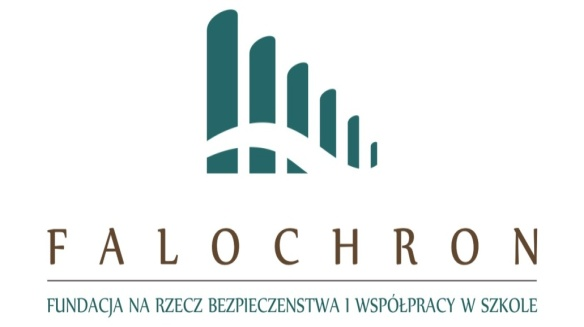 FALOCHRON
FUNDACJA NA RZECZ BEZPIECZENSTWA I WSPÓŁPRACY W SZKOLE